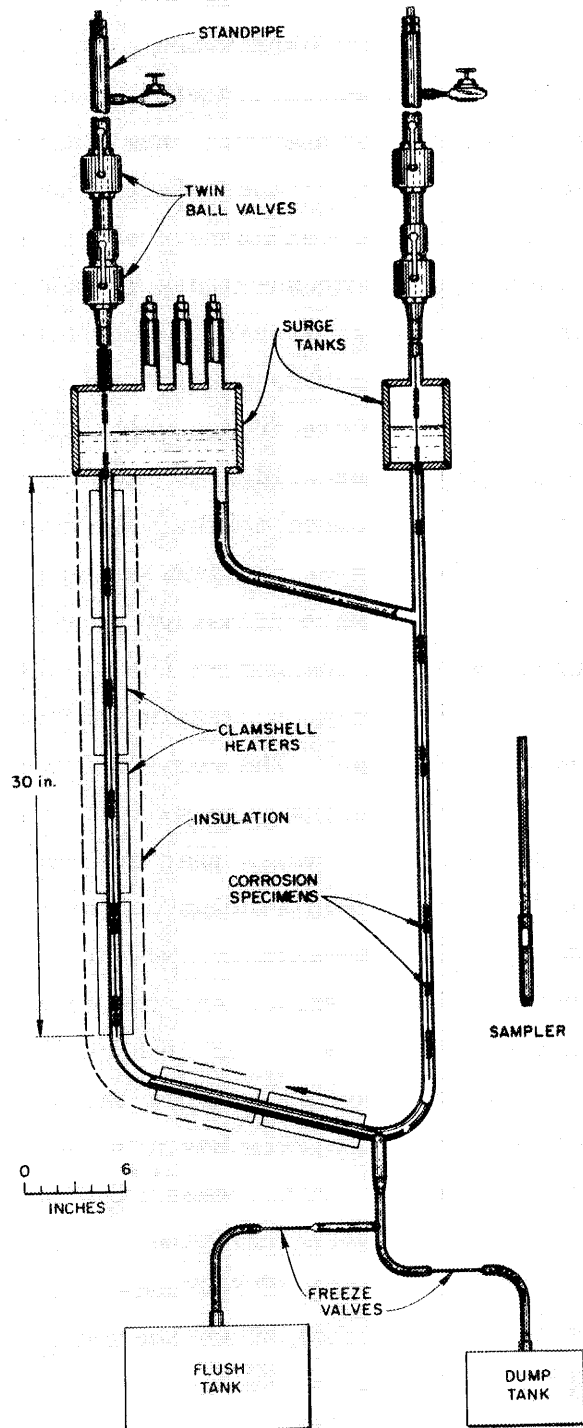 STANDPIPE
TWIN
BALL VALVES
SURGE
TANKS
CLAMSHELL
HEATERS
30 in.
INSULATION
CORROSION
SPECIMENS
SAMPLER
0 6
INCHES
FREEZE
VALVES
FLUSH
TANK
DUMP
TANK